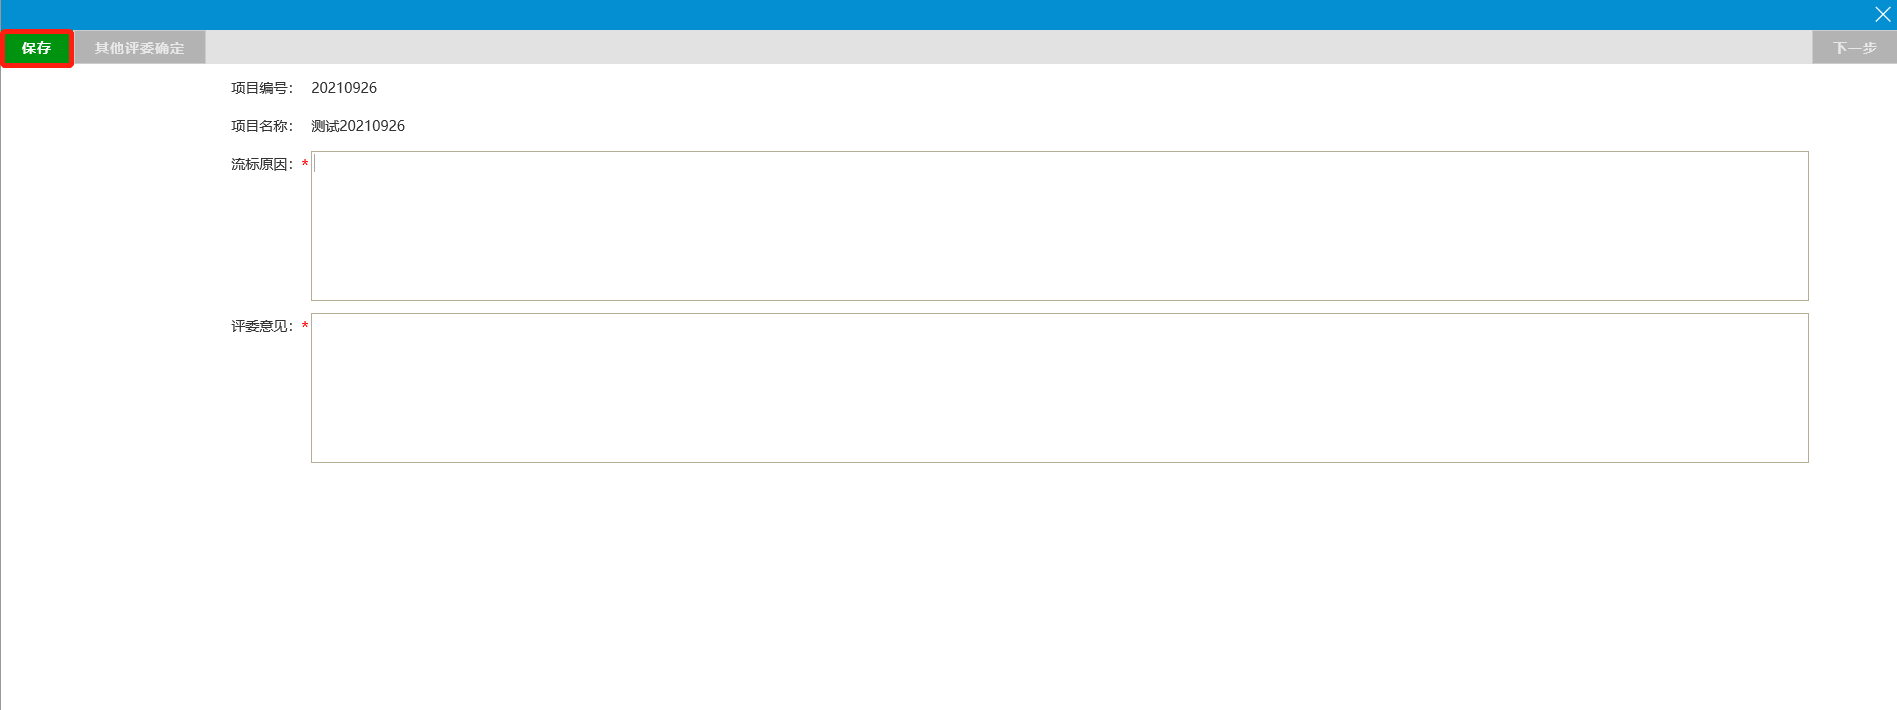 保存 其他评委确定 下一步
项目编号： 20210926
项目名称： 测试20210926
流标原因：*
评委意见：*